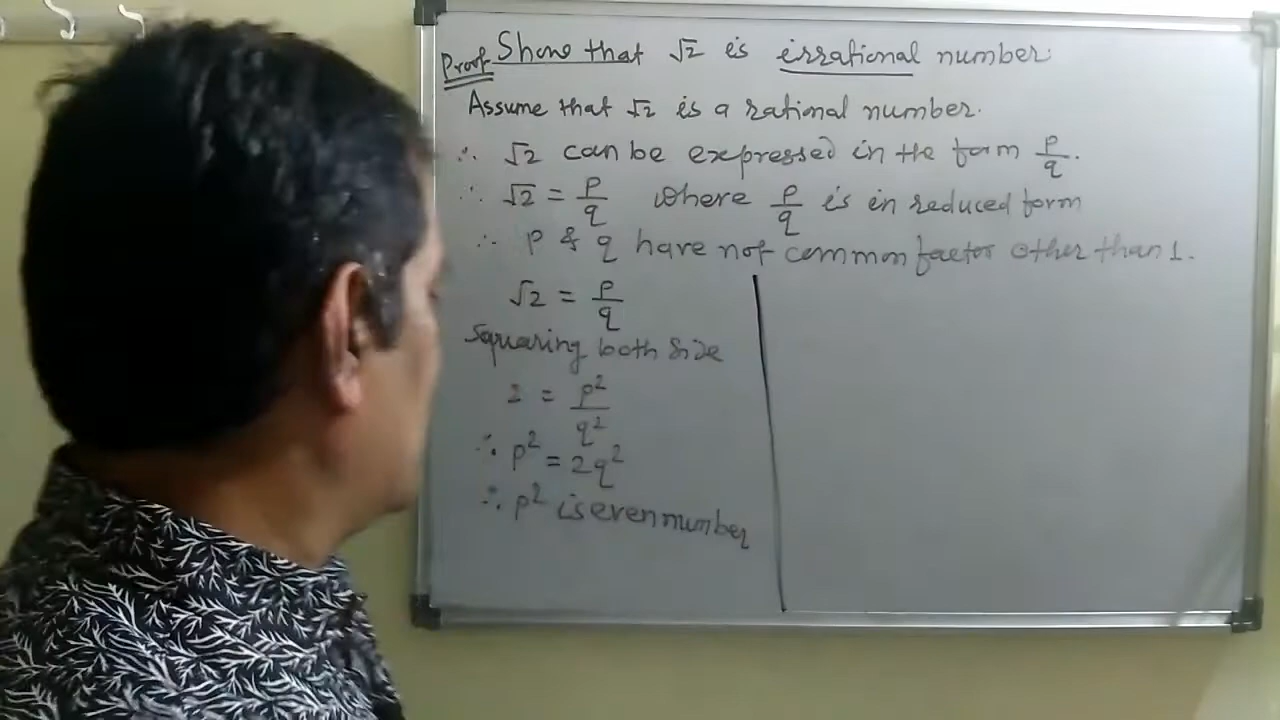 Proof Show that √2 is irrational number.
Assume that √2 is a rational number.
∴ √2 can be expressed in the form p/q.
∴ √2 = p/q where p/q is in reduced form
∴ p & q have not common factor other than 1.
√2 = p/q
Squaring both size
2 = p²/q²
∴ p² = 2q²
∴ p² is even number